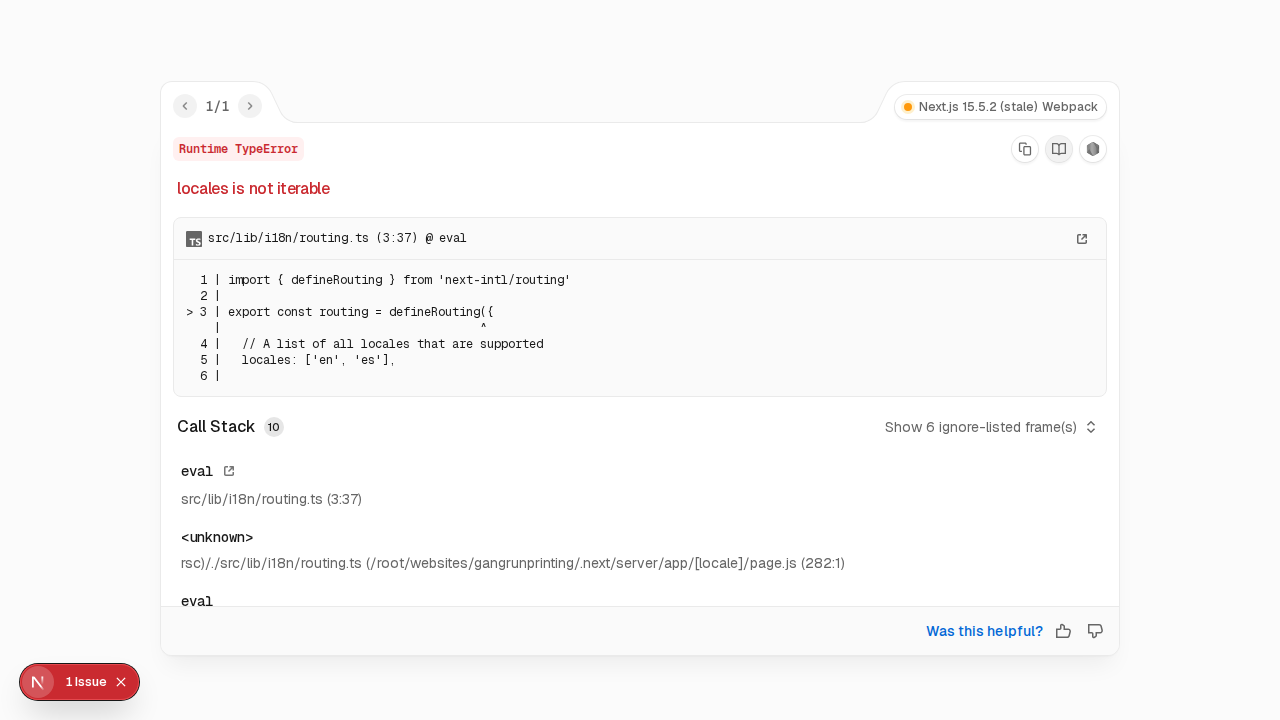 1/1
Next.js 15.5.2 (stale) Webpack
Runtime TypeError
locales is not iterable
TS src/lib/i18n/routing.ts (3:37) @ eval
1 | import { defineRouting } from 'next-intl/routing'
2 |
> 3 | export const routing = defineRouting({
| ^
4 | // A list of all locales that are supported
5 | locales: ['en', 'es'],
6 |
Call Stack 10
Show 6 ignore-listed frame(s)
eval
src/lib/i18n/routing.ts (3:37)
<unknown>
rsc)/./src/lib/i18n/routing.ts (/root/websites/gangrunprinting/.next/server/app/[locale]/page.js (282:1)
eval
Was this helpful?
N 1 Issue